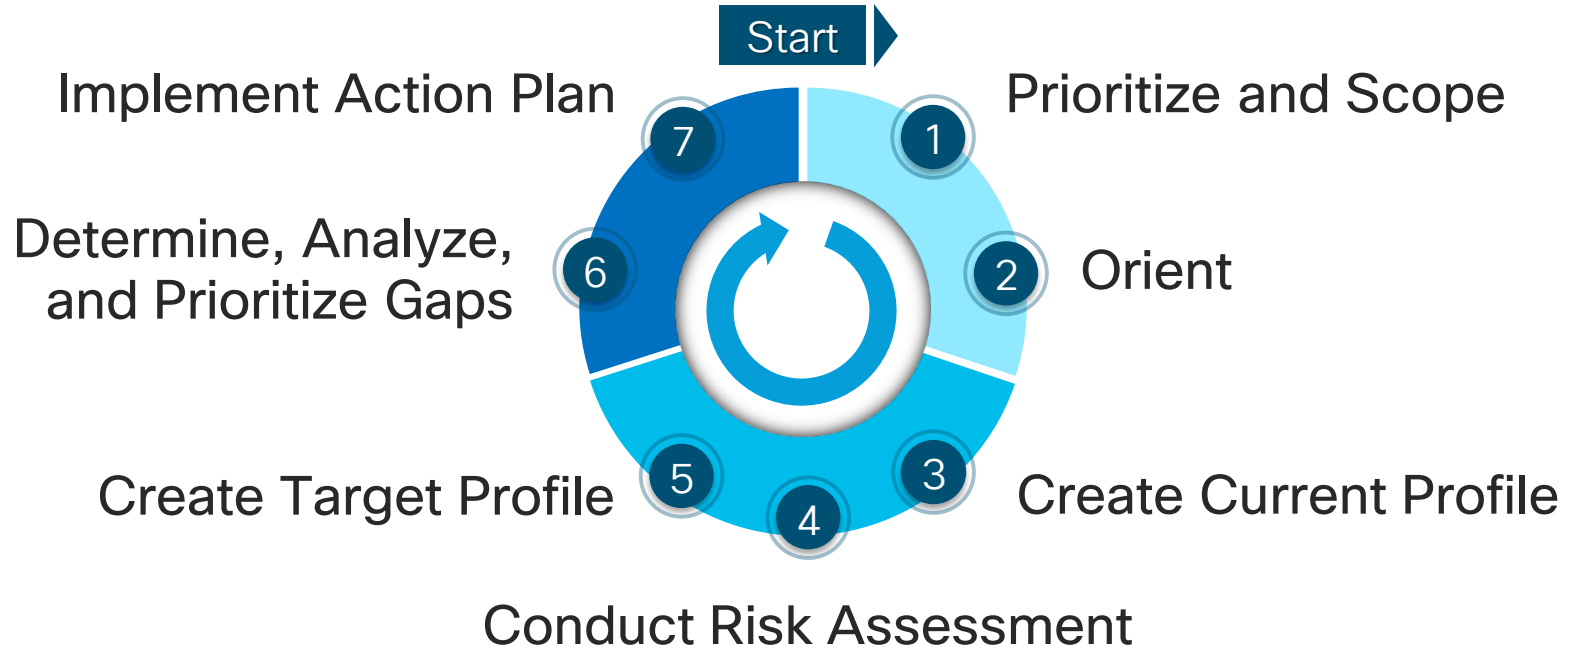 Start
1
Prioritize and Scope
2
Orient
3
Create Current Profile
4
Conduct Risk Assessment
5
Create Target Profile
6
Determine, Analyze,
and Prioritize Gaps
7
Implement Action Plan